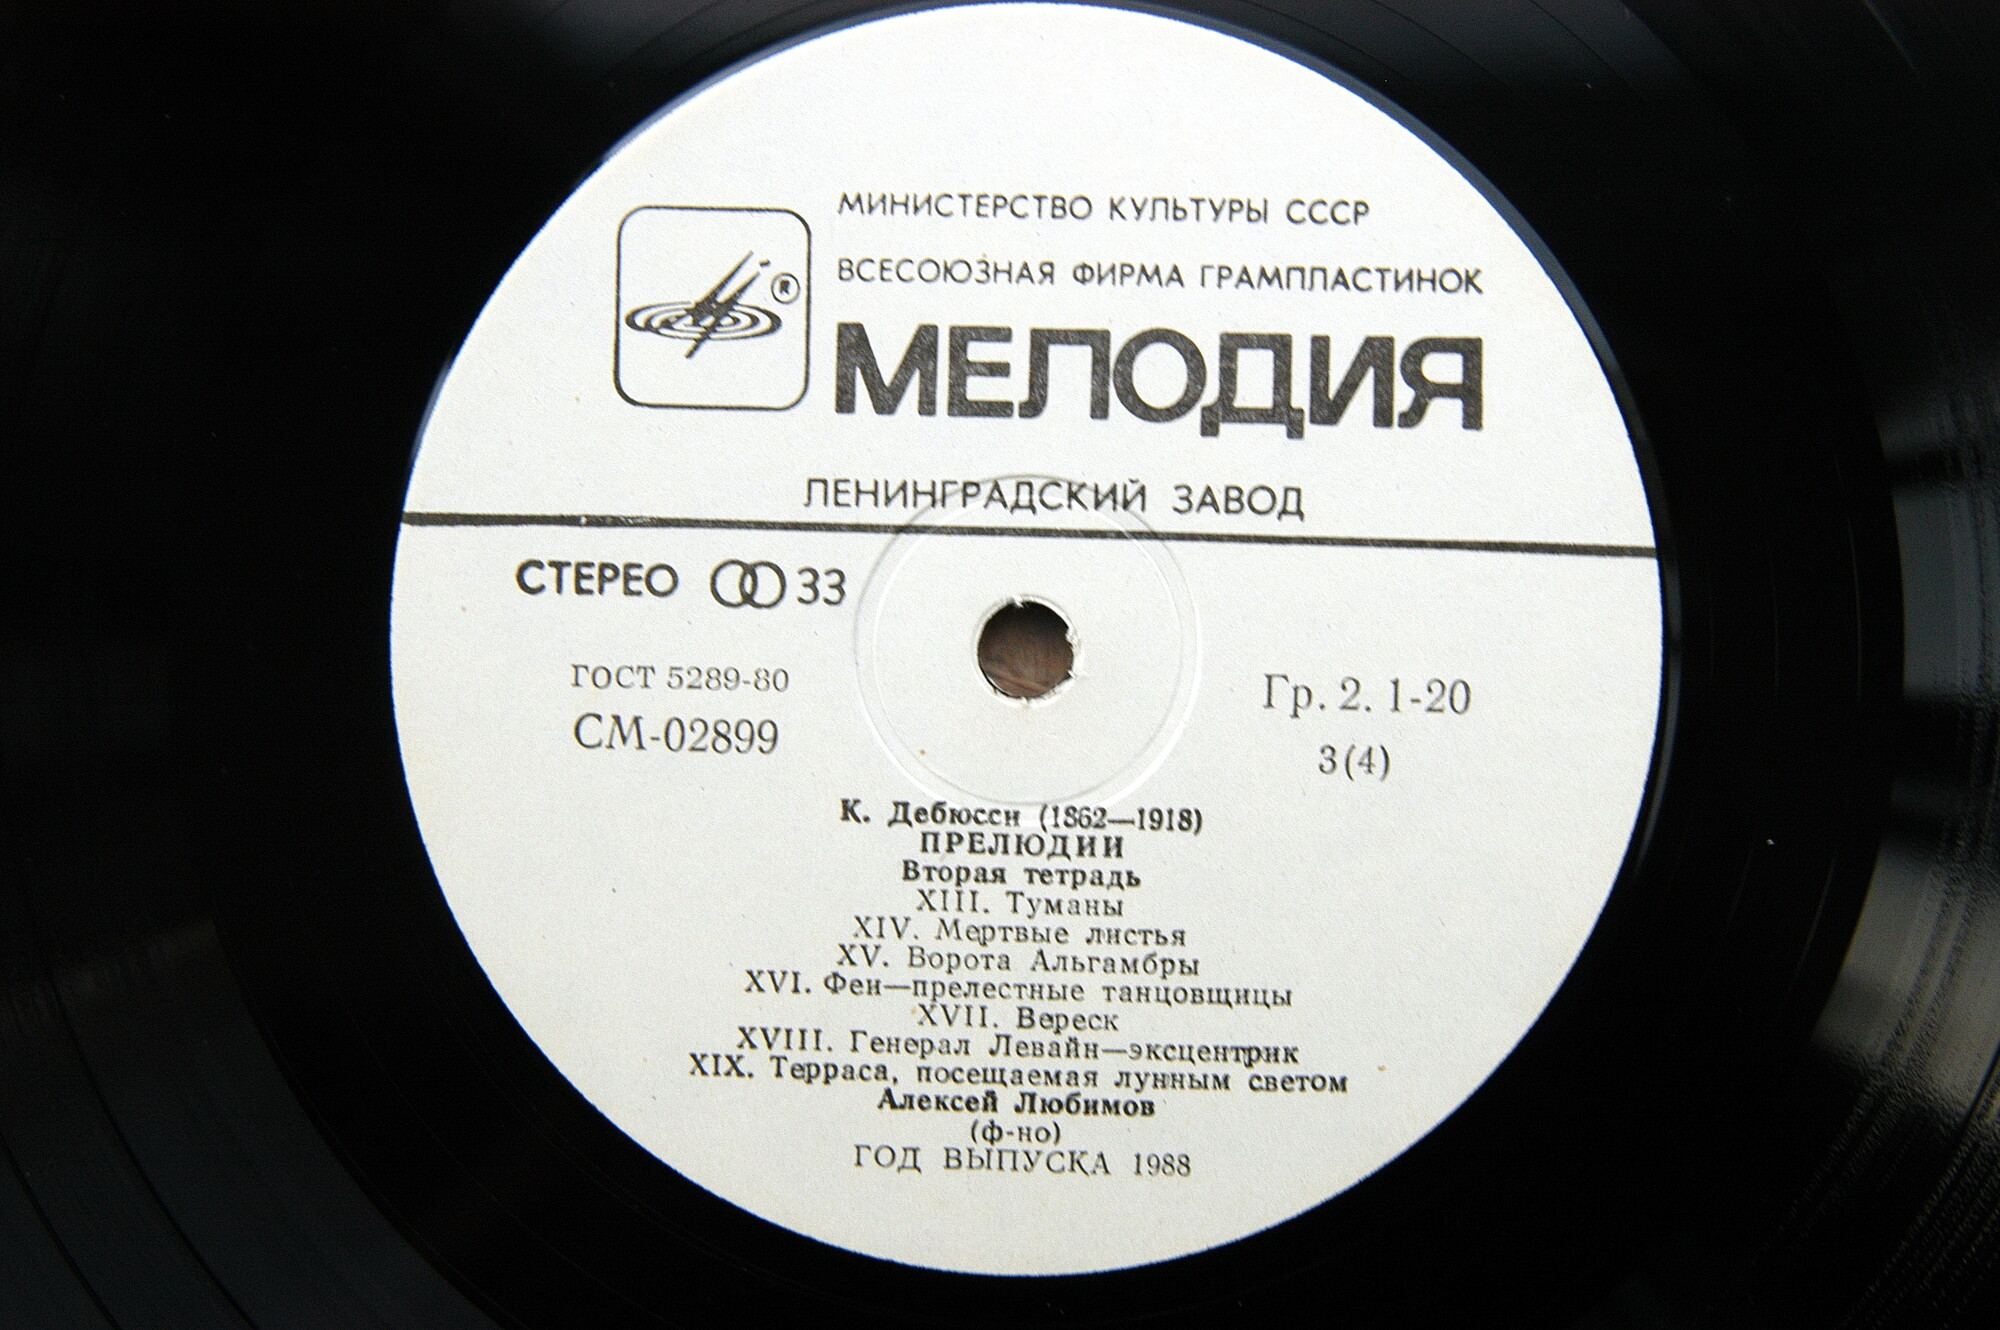 МИНИСТЕРСТВО КУЛЬТУРЫ СССР
ВСЕСОЮЗНАЯ ФИРМА ГРАМПЛАСТИНОК
®
МЕЛОДИЯ
ЛЕНИНГРАДСКИЙ ЗАВОД
СТЕРЕО 33
ГОСТ 5289-80
СМ-02899
Гр. 2. 1-20
3(4)
К. Дебюсси (1862—1918)
ПРЕЛЮДИИ
Вторая тетрадь
XIII. Туманы
XIV. Мертвые листья
XV. Ворота Альгамбры
XVI. Феи—прелестные танцовщицы
XVII. Вереск
XVIII. Генерал Левайн—эксцентрик
XIX. Терраса, посещаемая лунным светом
Алексей Любимов
(ф-но)
ГОД ВЫПУСКА 1988